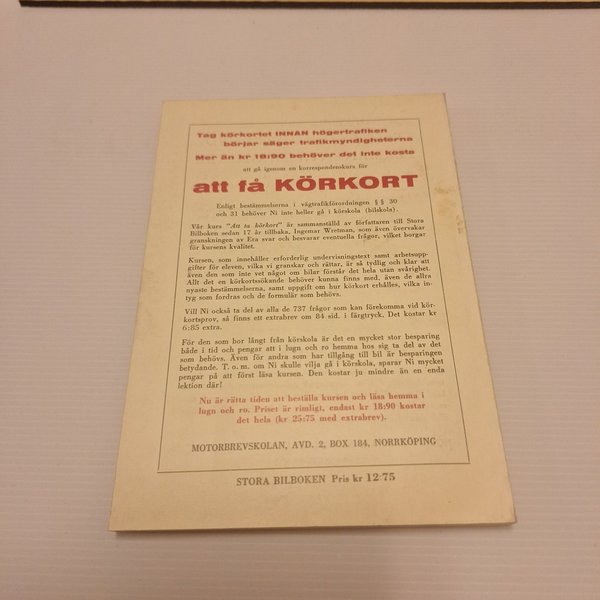 Tag körkortet INNAN högertrafiken
börjar säger trafikmyndigheterna
Mer än kr 18:90 behöver det inte kosta
att gå igenom en korrespondenskurs för
att få KÖRKORT
Enligt bestämmelserna i vägtrafikförordningen §§ 30
och 31 behöver Ni inte heller gå i körskola (bilskola).
Vår kurs "Att ta körkort" är sammanställd av författaren till Stora
Bilboken sedan 17 år tillbaka, Ingemar Wretman, som även övervakar
granskningen av Era svar och besvarar eventuella frågor, vilket borgar
för kursens kvalitet.
Kursen, som innehåller erforderlig undervisningstext samt arbetsupp-
gifter för eleven, vilka vi granskar och rättar, är så tydlig och klar att
även den som inte vet något om bilar förstår det hela utan svårighet.
Allt det en körkortssökande behöver kunna finns med, även de allra
nyaste bestämmelserna, samt uppgift om hur körkort erhålles, vilka in-
tyg som fordras och de formulär som behövs.
Vill Ni också ta del av alla de 737 frågor som kan förekomma vid kör-
kortsprov, så finns ett extrabrev om 84 sid. i färgtryck. Det kostar kr
6:85 extra.
För den som bor långt från körskola är det en mycket stor besparing
både i tid och pengar att i lugn och ro hemma hos sig ta del av det
som behövs. Även för andra som har tillgång till bil är besparingen
betydande. T. o. m. om Ni skulle vilja gå i körskola, sparar Ni mycket
pengar på att först läsa kursen. Den kostar ju mindre än en enda
lektion där!
Nu är rätta tiden att beställa kursen och läsa hemma i
lugn och ro. Priset är rimligt, endast kr 18:90 kostar
det hela (kr 25:75 med extrabrev).
MOTORBREVSKOLAN, AVD. 2, BOX 184, NORRKÖPING
STORA BILBOKEN Pris kr 12:75